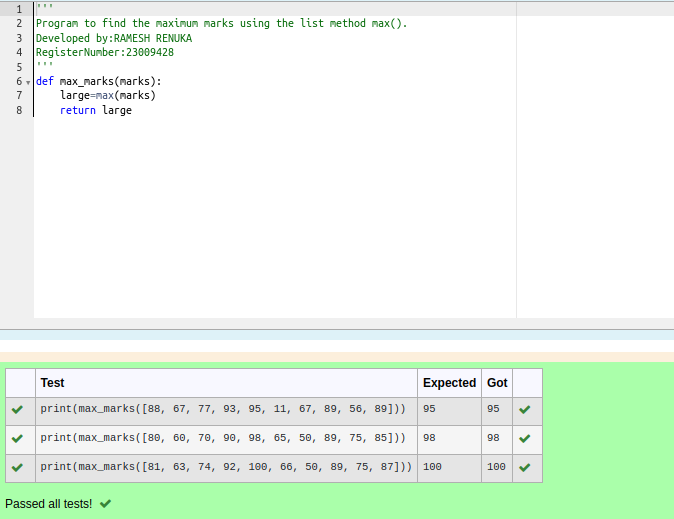 1 '''
2 Program to find the maximum marks using the list method max().
3 Developed by:RAMESH RENUKA
4 RegisterNumber:23009428
5 '''
6 def max_marks(marks):
7     large=max(marks)
8     return large
Test Expected Got
print(max_marks([88, 67, 77, 93, 95, 11, 67, 89, 56, 89])) 95 95
print(max_marks([80, 60, 70, 90, 98, 65, 50, 89, 75, 85])) 98 98
print(max_marks([81, 63, 74, 92, 100, 66, 50, 89, 75, 87])) 100 100
Passed all tests!